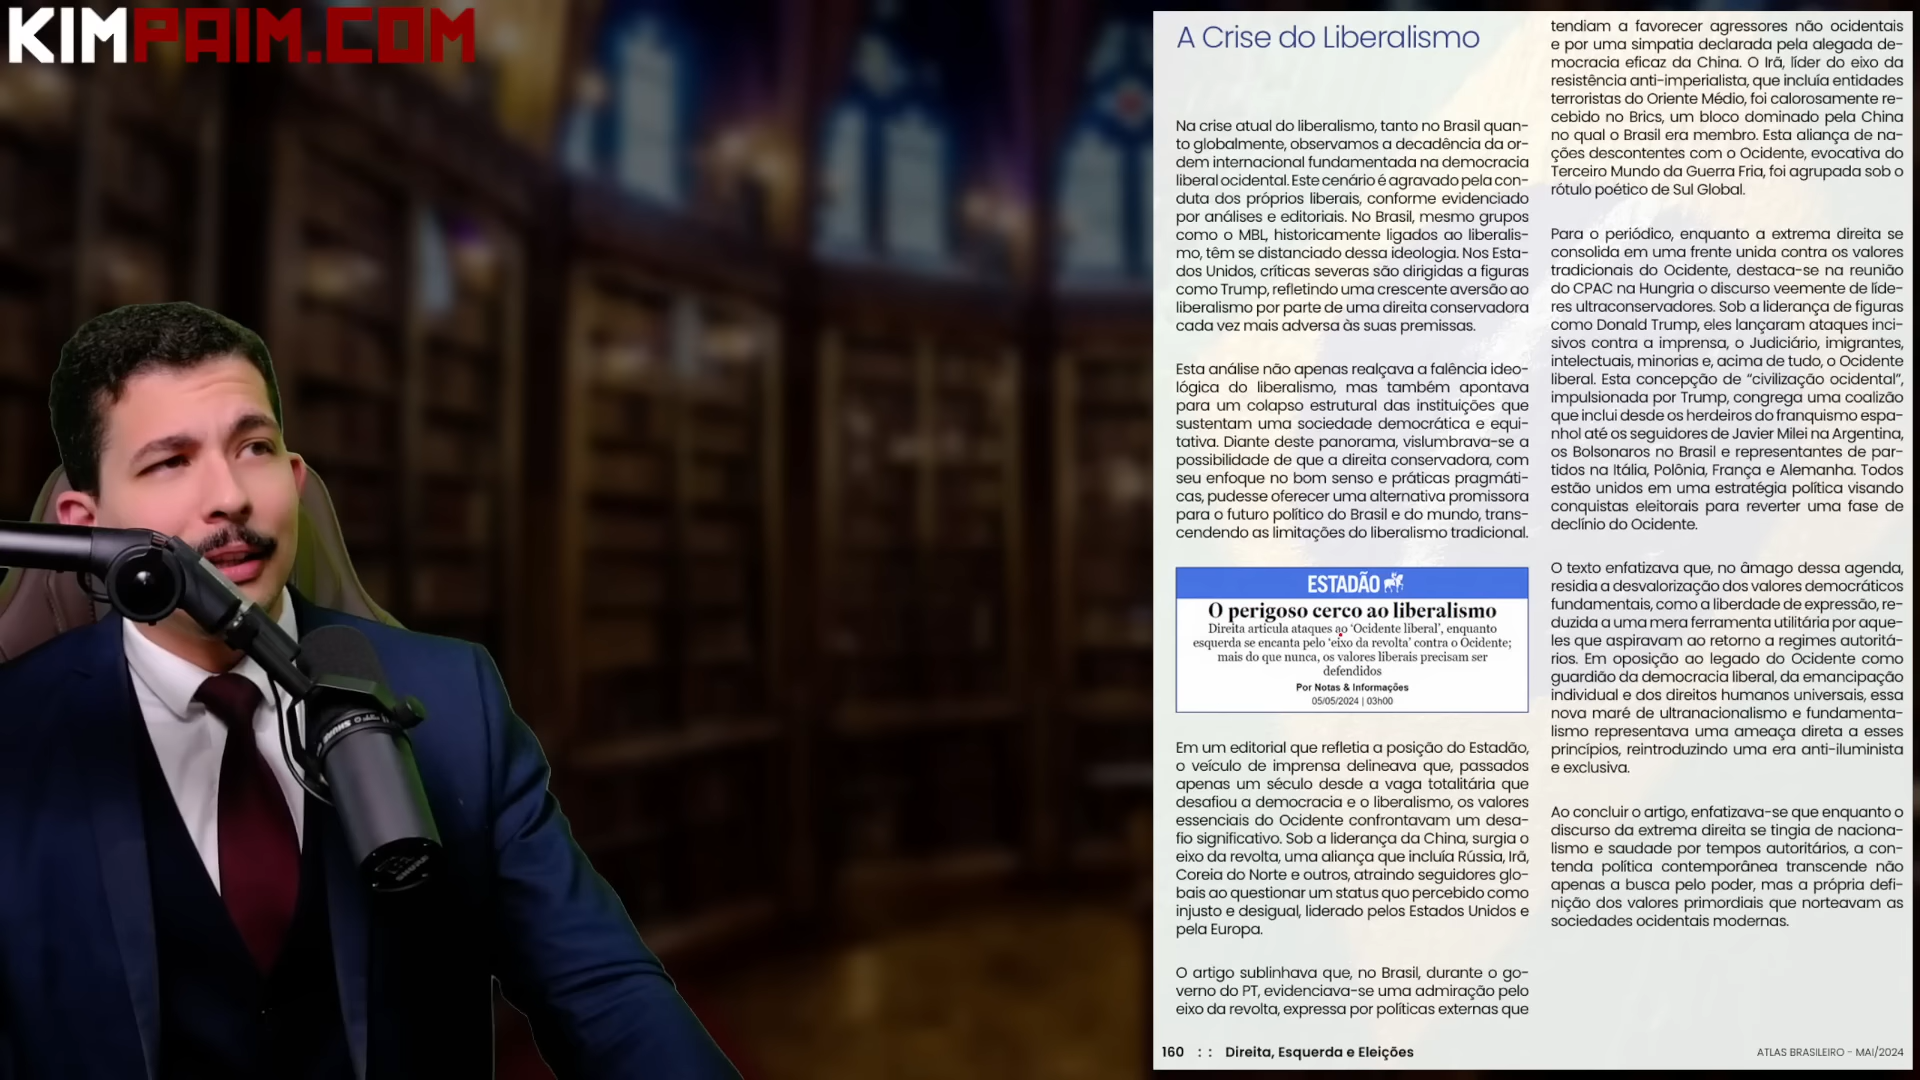 KIMPAIM.COM
A Crise do Liberalismo
Na crise atual do liberalismo, tanto no Brasil quan-
to globalmente, observamos a decadência da or-
dem internacional fundamentada na democracia
liberal ocidental. Este cenário é agravado pela con-
duta dos próprios liberais, conforme evidenciado
por análises e editoriais. No Brasil, mesmo grupos
como o MBL, historicamente ligados ao liberalis-
mo, têm se distanciado dessa ideologia. Nos Esta-
dos Unidos, críticas severas são dirigidas a figuras
como Trump, refletindo uma crescente aversão ao
liberalismo por parte de uma direita conservadora
cada vez mais adversa às suas premissas.
Esta análise não apenas realçava a falência ideo-
lógica do liberalismo, mas também apontava
para um colapso estrutural das instituições que
sustentam uma sociedade democrática e equi-
tativa. Diante deste panorama, vislumbrava-se a
possibilidade de que a direita conservadora, com
seu enfoque no bom senso e práticas pragmáti-
cas, pudesse oferecer uma alternativa promissora
para o futuro político do Brasil e do mundo, trans-
cendendo as limitações do liberalismo tradicional.
ESTADÃO
O perigoso cerco ao liberalismo
Direita articula ataques ao ‘Ocidente liberal’, enquanto
esquerda se encanta pelo ‘eixo da revolta’ contra o Ocidente;
mais do que nunca, os valores liberais precisam ser
defendidos
Por Notas & Informações
05/05/2024 | 03h00
Em um editorial que refletia a posição do Estadão,
o veículo de imprensa delineava que, passados
apenas um século desde a vaga totalitária que
desafiou a democracia e o liberalismo, os valores
essenciais do Ocidente confrontavam um desa-
fio significativo. Sob a liderança da China, surgia o
eixo da revolta, uma aliança que incluía Rússia, Irã,
Coreia do Norte e outros, atraindo seguidores glo-
bais ao questionar um status quo percebido como
injusto e desigual, liderado pelos Estados Unidos e
pela Europa.
O artigo sublinhava que, no Brasil, durante o go-
verno do PT, evidenciava-se uma admiração pelo
eixo da revolta, expressa por políticas externas que
tendiam a favorecer agressores não ocidentais
e por uma simpatia declarada pela alegada de-
mocracia eficaz da China. O Irã, líder do eixo da
resistência anti-imperialista, que incluía entidades
terroristas do Oriente Médio, foi calorosamente re-
cebido no Brics, um bloco dominado pela China
no qual o Brasil era membro. Esta aliança de na-
ções descontentes com o Ocidente, evocativa do
Terceiro Mundo da Guerra Fria, foi agrupada sob o
rótulo poético de Sul Global.
Para o periódico, enquanto a extrema direita se
consolida em uma frente unida contra os valores
tradicionais do Ocidente, destaca-se na reunião
do CPAC na Hungria o discurso veemente de líde-
res ultraconservadores. Sob a liderança de figuras
como Donald Trump, eles lançaram ataques inci-
sivos contra a imprensa, o Judiciário, imigrantes,
intelectuais, minorias e, acima de tudo, o Ocidente
liberal. Esta concepção de “civilização ocidental”,
impulsionada por Trump, congrega uma coalizão
que inclui desde os herdeiros do franquismo espa-
nhol até os seguidores de Javier Milei na Argentina,
os Bolsonaros no Brasil e representantes de par-
tidos na Itália, Polônia, França e Alemanha. Todos
estão unidos em uma estratégia política visando
conquistas eleitorais para reverter uma fase de
declínio do Ocidente.
O texto enfatizava que, no âmago dessa agenda,
residia a desvalorização dos valores democráticos
fundamentais, como a liberdade de expressão, re-
duzida a uma mera ferramenta utilitária por aque-
les que aspiravam ao retorno a regimes autoritá-
rios. Em oposição ao legado do Ocidente como
guardião da democracia liberal, da emancipação
individual e dos direitos humanos universais, essa
nova maré de ultranacionalismo e fundamenta-
lismo representava uma ameaça direta a esses
princípios, reintroduzindo uma era anti-iluminista
e exclusiva.
Ao concluir o artigo, enfatizava-se que enquanto o
discurso da extrema direita se tingia de naciona-
lismo e saudade por tempos autoritários, a con-
tenda política contemporânea transcende não
apenas a busca pelo poder, mas a própria defi-
nição dos valores primordiais que norteavam as
sociedades ocidentais modernas.
160 : : Direita, Esquerda e Eleições
ATLAS BRASILEIRO - MAI/2024